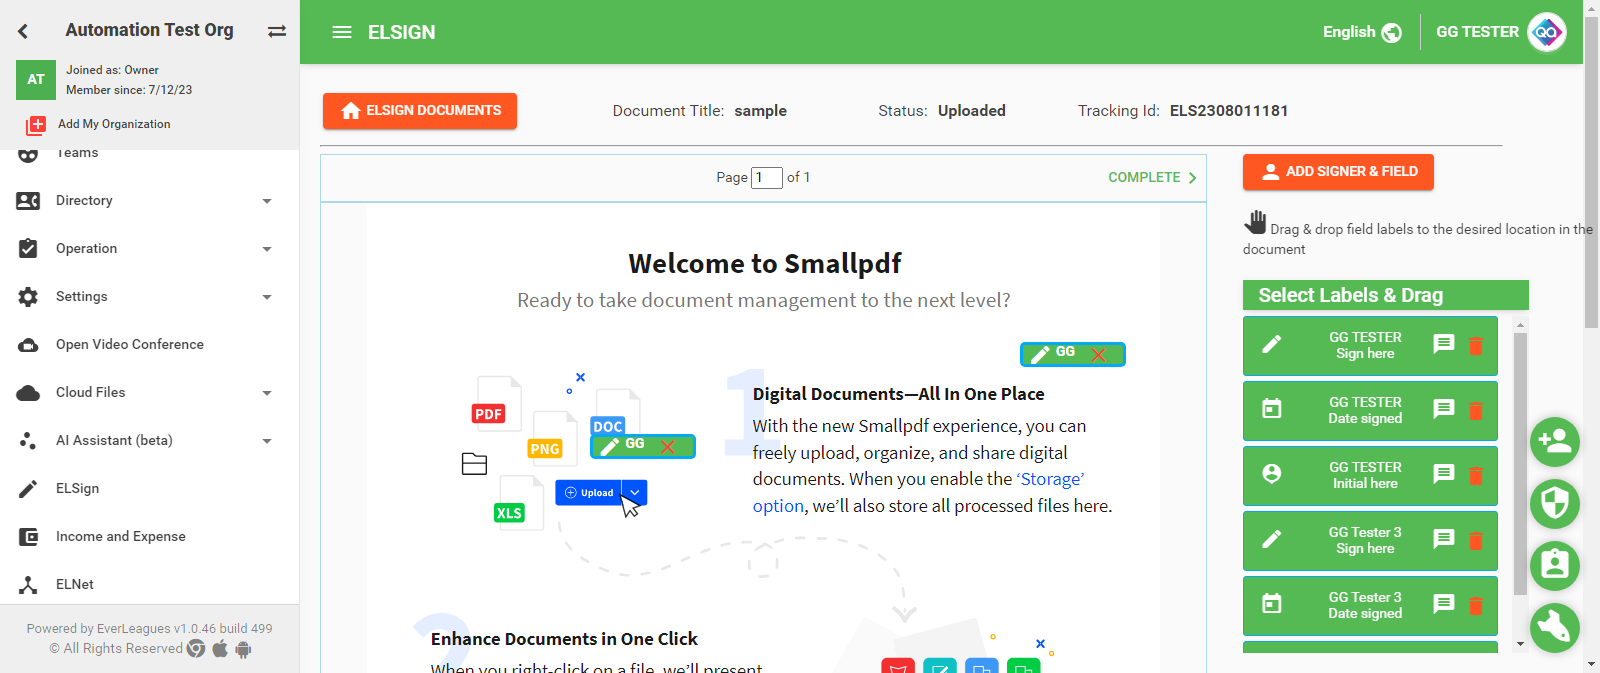 Automation Test Org
AT
Joined as: Owner
Member since: 7/12/23
Add My Organization
Teams
Directory
Operation
Settings
Open Video Conference
Cloud Files
AI Assistant (beta)
ELSign
Income and Expense
ELNet
Powered by EverLeagues v1.0.46 build 499
© All Rights Reserved
ELSIGN
English
GG TESTER
QA
ELSIGN DOCUMENTS
Document Title: sample
Status: Uploaded
Tracking Id: ELS2308011181
Page 1 of 1
COMPLETE
Welcome to Smallpdf
Ready to take document management to the next level?
GG
PDF
DOC
GG
PNG
Upload
XLS
1
Digital Documents—All In One Place
With the new Smallpdf experience, you can
freely upload, organize, and share digital
documents. When you enable the ‘Storage’
option, we’ll also store all processed files here.
2
Enhance Documents in One Click
When you right-click on a file, we’ll present
ADD SIGNER & FIELD
Drag & drop field labels to the desired location in the
document
Select Labels & Drag
GG TESTER
Sign here
GG TESTER
Date signed
GG TESTER
Initial here
GG Tester 3
Sign here
GG Tester 3
Date signed